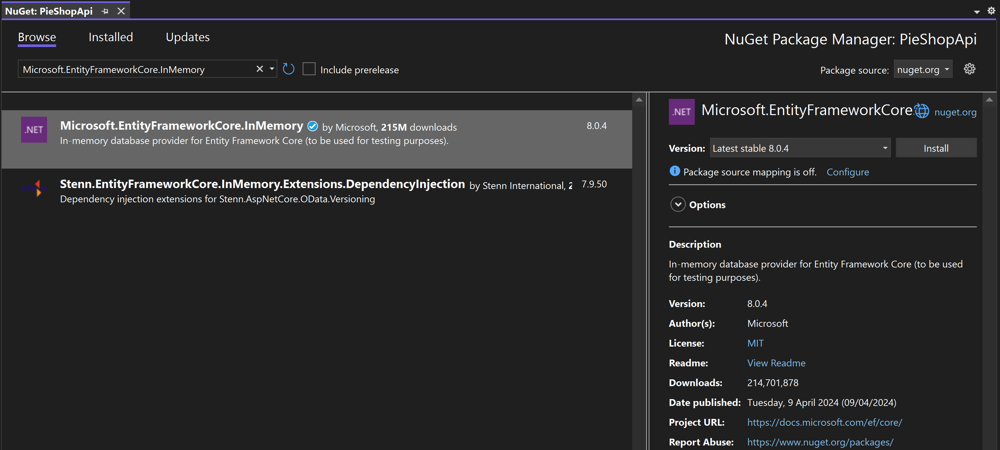 NuGet: PieShopApi
Browse Installed Updates
NuGet Package Manager: PieShopApi
Microsoft.EntityFrameworkCore.InMemory
Include prerelease
Package source: nuget.org
.NET
Microsoft.EntityFrameworkCore.InMemory by Microsoft, 215M downloads 8.0.4
In-memory database provider for Entity Framework Core (to be used for testing purposes).
Stenn.EntityFrameworkCore.InMemory.Extensions.DependencyInjection by Stenn International, 7.9.50
Dependency injection extensions for Stenn.AspNetCore.OData.Versioning
.NET
Microsoft.EntityFrameworkCore. nuget.org
Version: Latest stable 8.0.4 Install
Package source mapping is off. Configure
Options
Description
In-memory database provider for Entity Framework Core (to be used
for testing purposes).
Version: 8.0.4
Author(s): Microsoft
License: MIT
Readme: View Readme
Downloads: 214,701,878
Date published: Tuesday, 9 April 2024 (09/04/2024)
Project URL: https://docs.microsoft.com/ef/core/
Report Abuse: https://www.nuget.org/packages/